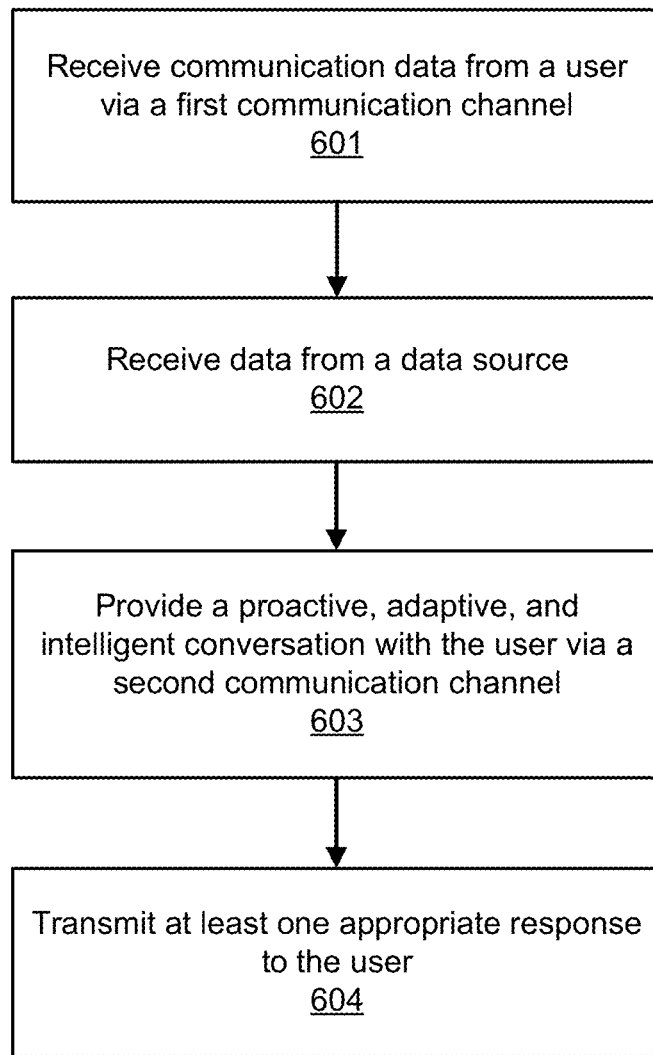 Receive communication data from a user
via a first communication channel
601
Receive data from a data source
602
Provide a proactive, adaptive, and
intelligent conversation with the user via a
second communication channel
603
Transmit at least one appropriate response
to the user
604